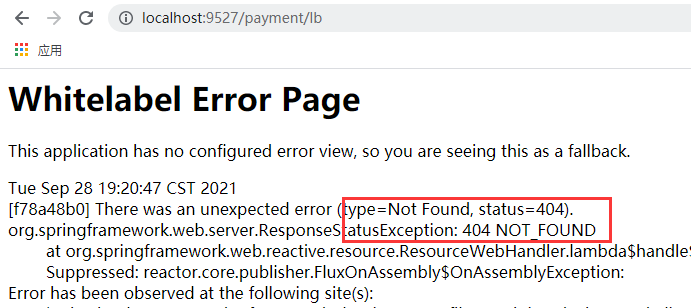 localhost:9527/payment/lb
应用
Whitelabel Error Page
This application has no configured error view, so you are seeing this as a fallback.
Tue Sep 28 19:20:47 CST 2021
[f78a48b0] There was an unexpected error (type=Not Found, status=404).
org.springframework.web.server.ResponseStatusException: 404 NOT_FOUND
at org.springframework.web.reactive.resource.ResourceWebHandler.lambda$handle$
Suppressed: reactor.core.publisher.FluxOnAssembly$OnAssemblyException:
Error has been observed at the following site(s):